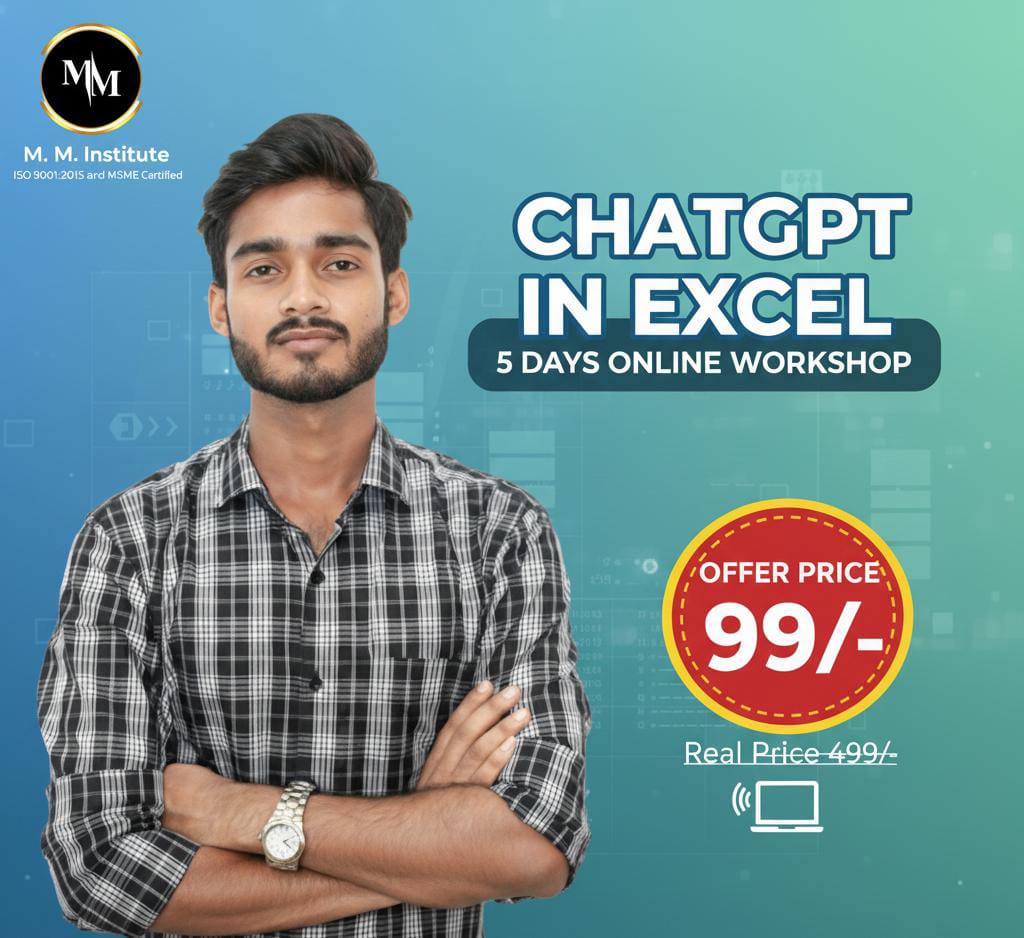 MM
M. M. Institute
ISO 9001:2015 and MSME Certified
CHATGPT
IN EXCEL
5 DAYS ONLINE WORKSHOP
OFFER PRICE
99/-
Real Price 499/-